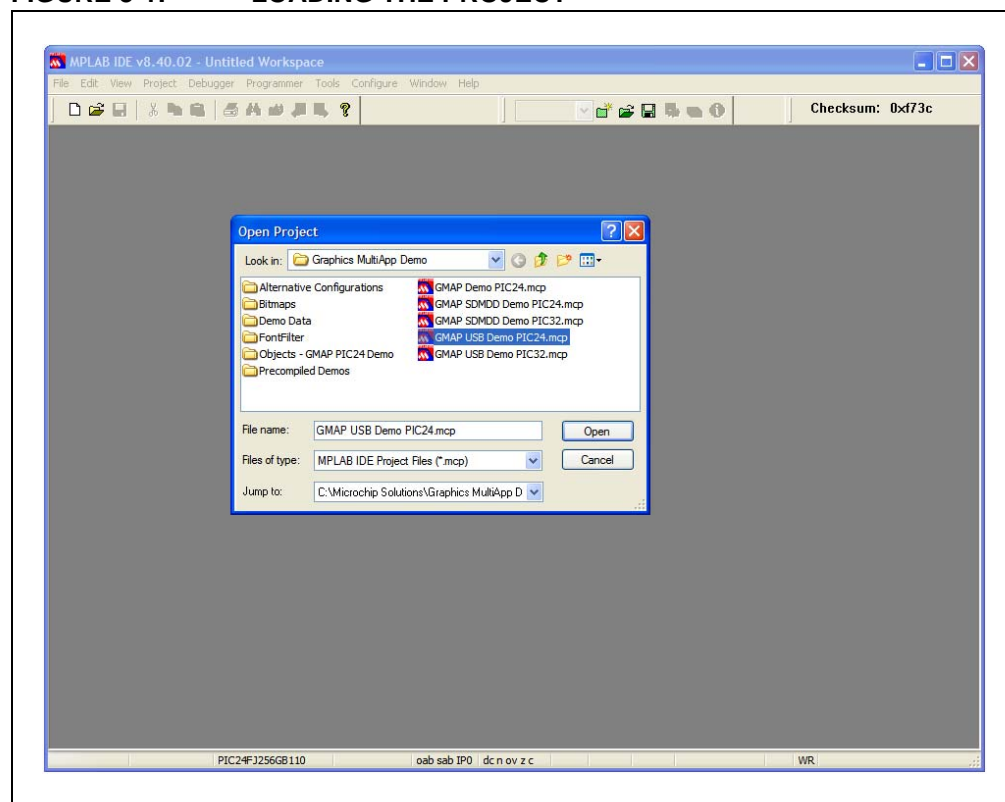 LOADING THE PROJECT
MPLAB IDE v8.40.02 - Untitled Workspace
File Edit View Project Debugger Programmer Tools Configure Window Help
Checksum: 0xf73c
Open Project
Look in: Graphics MultiApp Demo
Alternative Configurations
Bitmaps
Demo Data
FontFilter
Objects - GMAP PIC24 Demo
Precompiled Demos
GMAP Demo PIC24.mcp
GMAP SDMDD Demo PIC24.mcp
GMAP SDMDD Demo PIC32.mcp
GMAP USB Demo PIC24.mcp
GMAP USB Demo PIC32.mcp
File name: GMAP USB Demo PIC24.mcp Open
Files of type: MPLAB IDE Project Files (*.mcp) Cancel
Jump to: C:\Microchip Solutions\Graphics MultiApp D
PIC24FJ256GB110 oab sab IP0 dc n ov z c WR